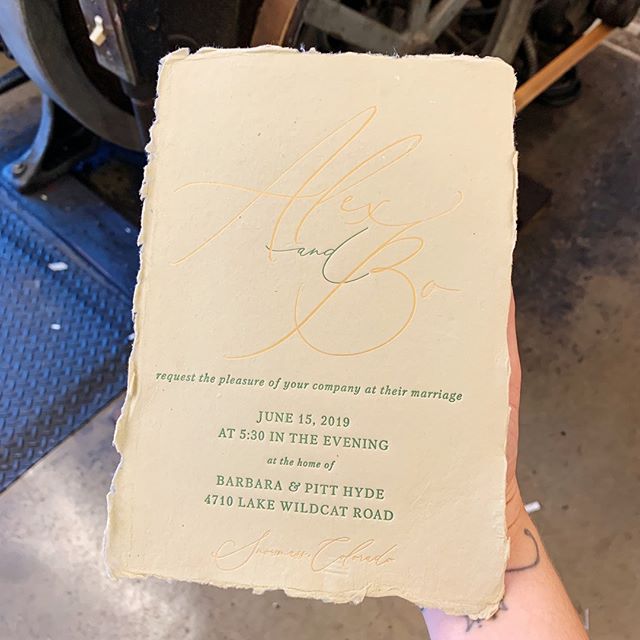 Alex
and
Bo
request the pleasure of your company at their marriage
JUNE 15, 2019
AT 5:30 IN THE EVENING
at the home of
BARBARA & PITT HYDE
4710 LAKE WILDCAT ROAD
Snowmass, Colorado